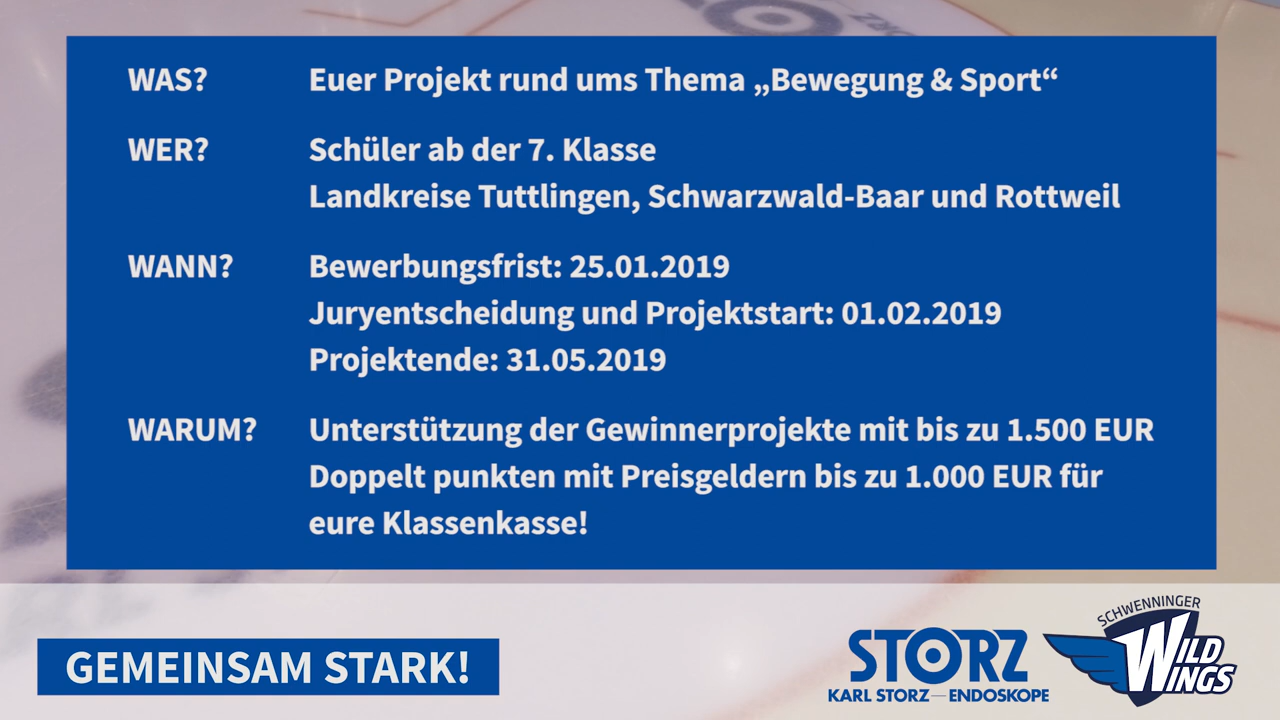 WAS? Euer Projekt rund ums Thema „Bewegung & Sport“
WER? Schüler ab der 7. Klasse
Landkreise Tuttlingen, Schwarzwald-Baar und Rottweil
WANN? Bewerbungsfrist: 25.01.2019
Juryentscheidung und Projektstart: 01.02.2019
Projektende: 31.05.2019
WARUM? Unterstützung der Gewinnerprojekte mit bis zu 1.500 EUR
Doppelt punkten mit Preisgeldern bis zu 1.000 EUR für
eure Klassenkasse!
GEMEINSAM STARK!
STORZ
KARL STORZ—ENDOSKOPE
SCHWENNINGER
WILD
WINGS